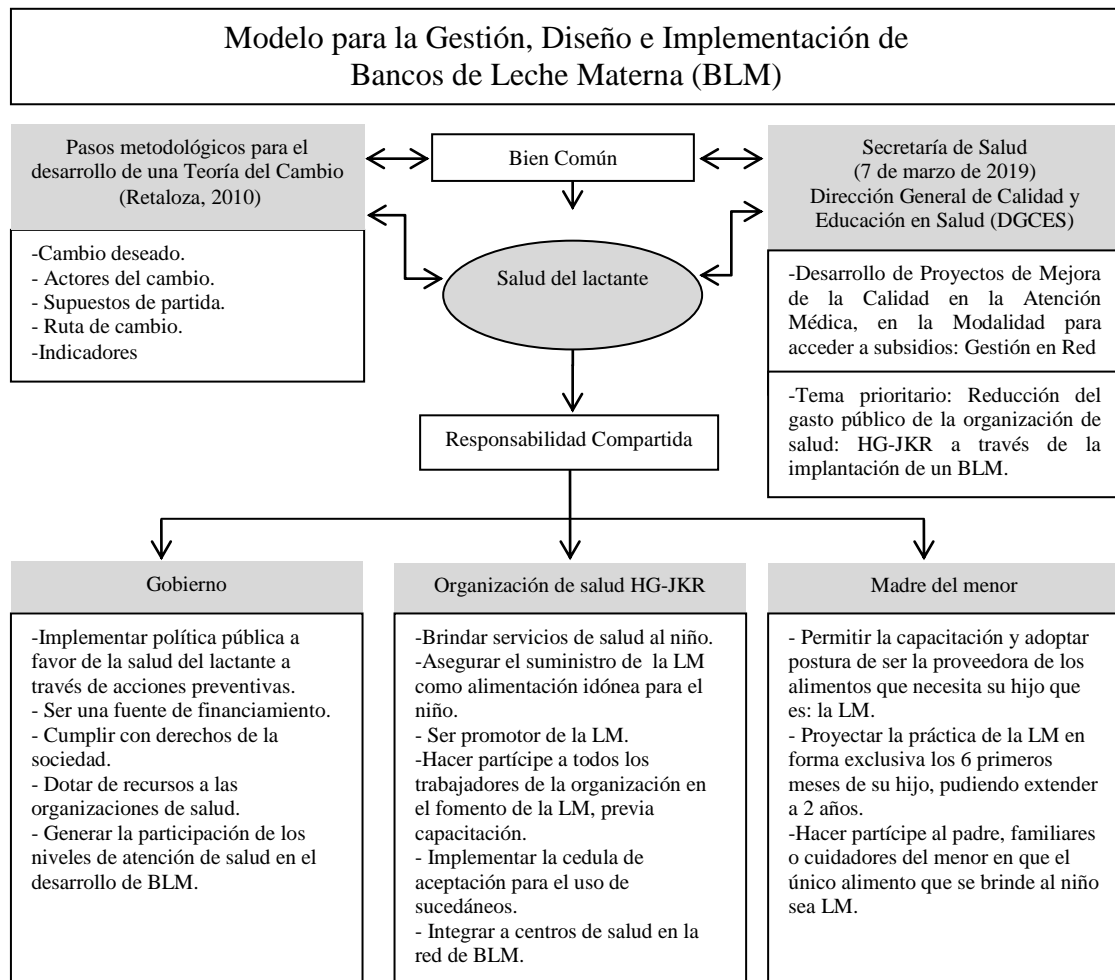 Modelo para la Gestión, Diseño e Implementación de
Bancos de Leche Materna (BLM)
Pasos metodológicos para el
desarrollo de una Teoría del Cambio
(Retaloza, 2010)
-Cambio deseado.
- Actores del cambio.
- Supuestos de partida.
- Ruta de cambio.
-Indicadores
Bien Común
Salud del lactante
Responsabilidad Compartida
Secretaría de Salud
(7 de marzo de 2019)
Dirección General de Calidad y
Educación en Salud (DGCES)
-Desarrollo de Proyectos de Mejora
de la Calidad en la Atención
Médica, en la Modalidad para
acceder a subsidios: Gestión en Red
-Tema prioritario: Reducción del
gasto público de la organización de
salud: HG-JKR a través de la
implantación de un BLM.
Gobierno
-Implementar política pública a
favor de la salud del lactante a
través de acciones preventivas.
- Ser una fuente de financiamiento.
- Cumplir con derechos de la
sociedad.
- Dotar de recursos a las
organizaciones de salud.
- Generar la participación de los
niveles de atención de salud en el
desarrollo de BLM.
Organización de salud HG-JKR
-Brindar servicios de salud al niño.
-Asegurar el suministro de la LM
como alimentación idónea para el
niño.
- Ser promotor de la LM.
-Hacer partícipe a todos los
trabajadores de la organización en
el fomento de la LM, previa
capacitación.
- Implementar la cedula de
aceptación para el uso de
sucedáneos.
- Integrar a centros de salud en la
red de BLM.
Madre del menor
- Permitir la capacitación y adoptar
postura de ser la proveedora de los
alimentos que necesita su hijo que
es: la LM.
- Proyectar la práctica de la LM en
forma exclusiva los 6 primeros
meses de su hijo, pudiendo extender
a 2 años.
-Hacer partícipe al padre, familiares
o cuidadores del menor en que el
único alimento que se brinde al niño
sea LM.